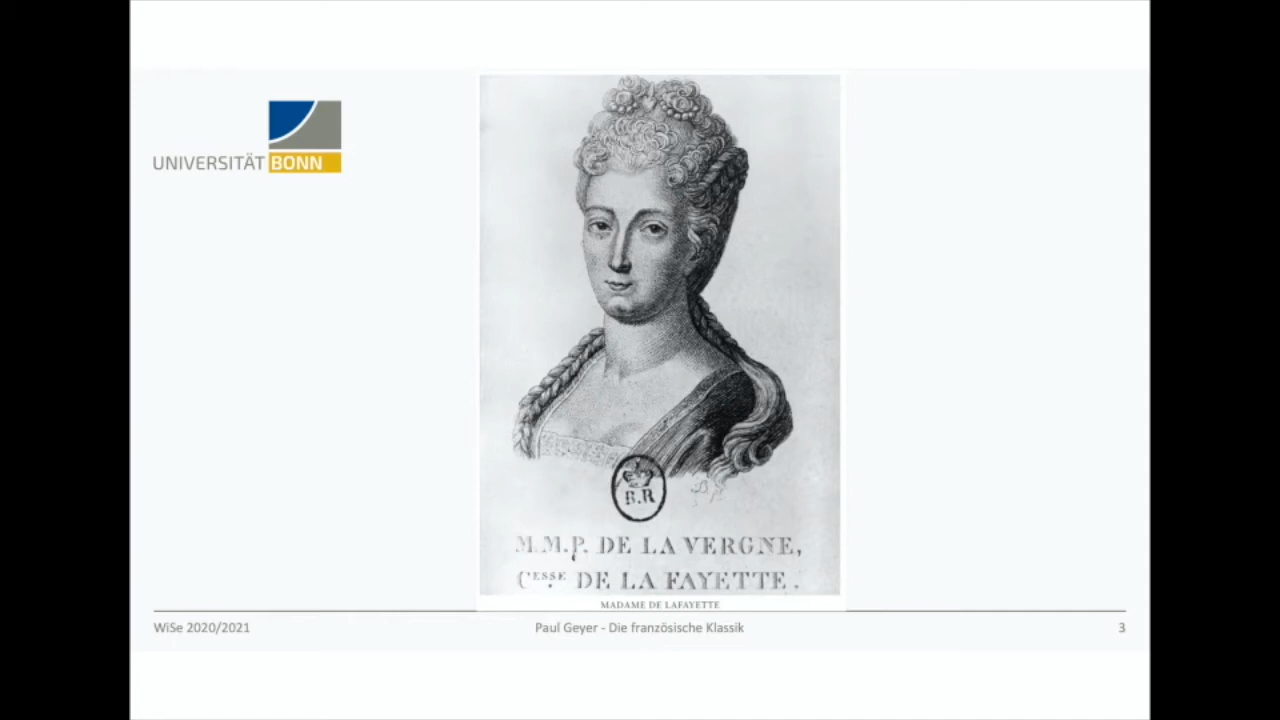 UNIVERSITÄT BONN
B.R
M.M.P. DE LA VERGNE,
CESSE DE LA FAYETTE.
MADAME DE LAFAYETTE
WiSe 2020/2021
Paul Geyer - Die französische Klassik
3